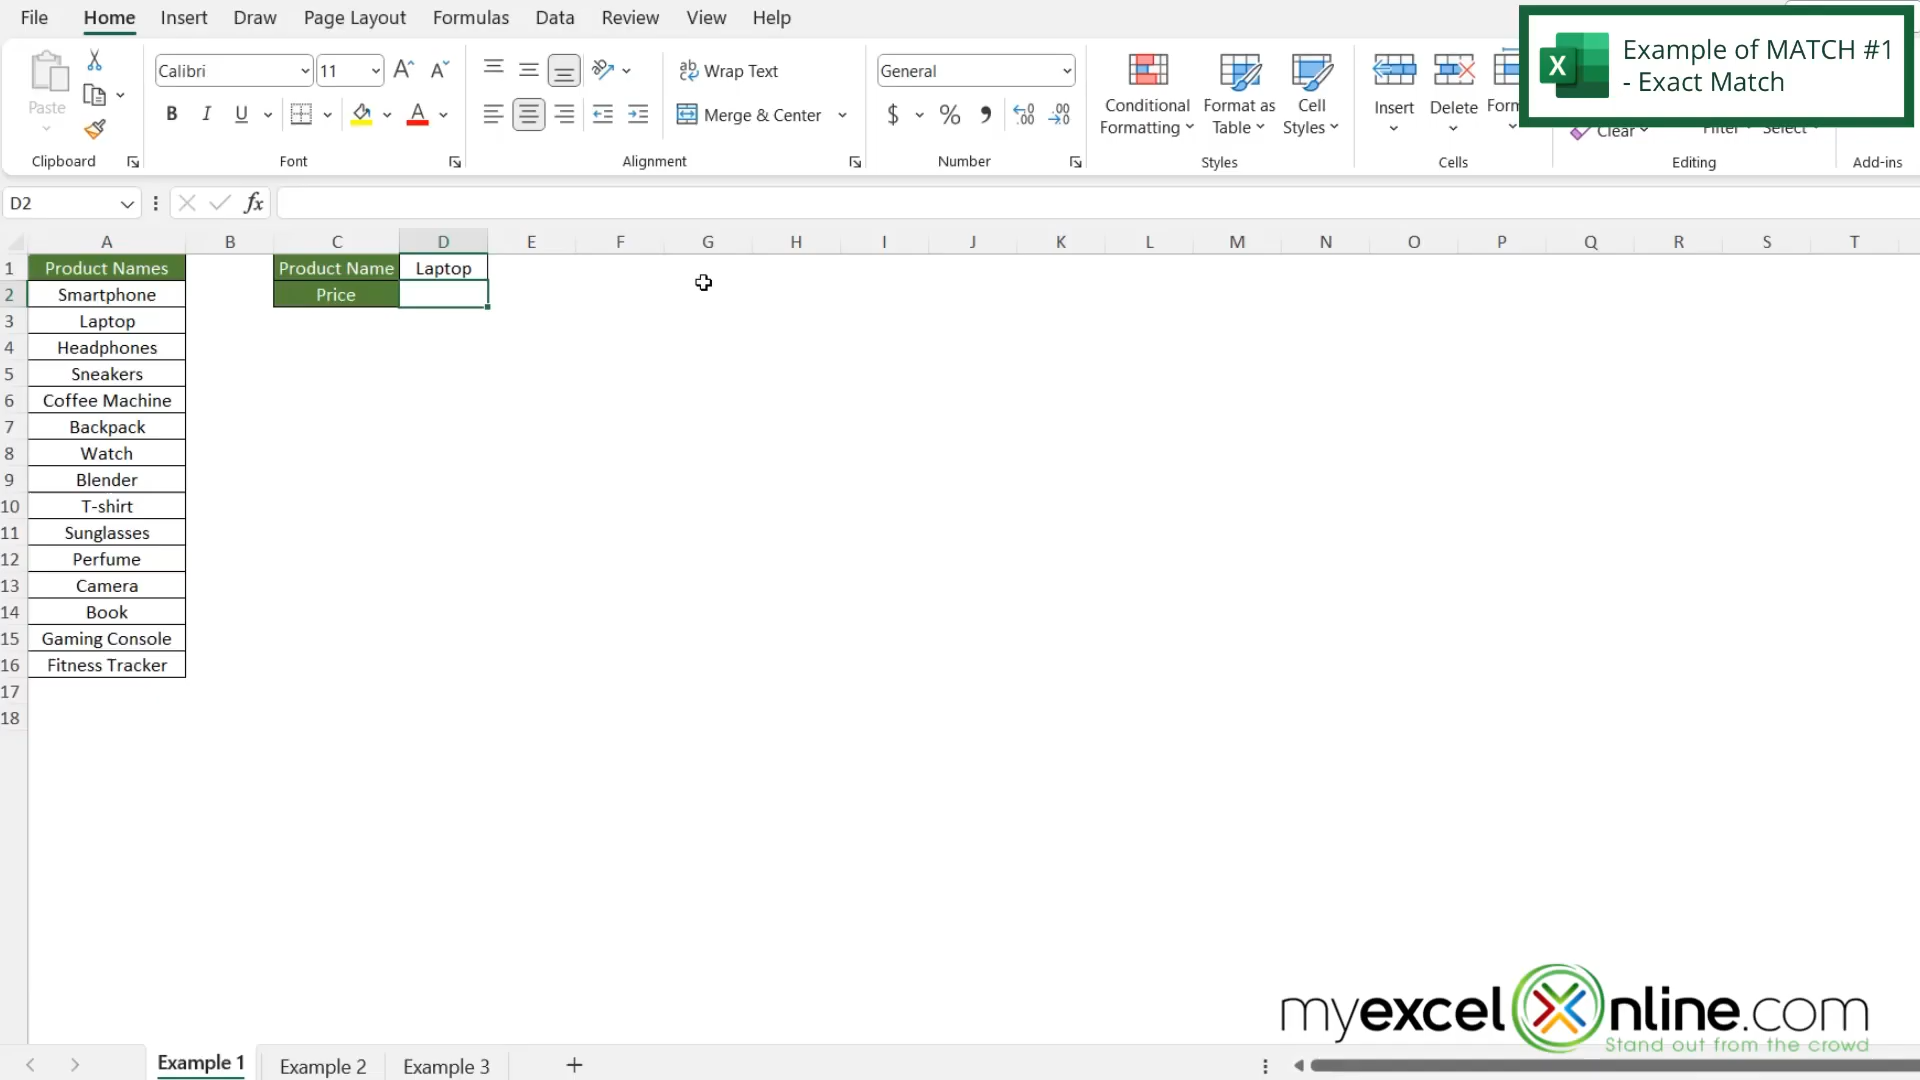 File Home Insert Draw Page Layout Formulas Data Review View Help
Example of MATCH #1
- Exact Match
X
Paste
Calibri 11
Wrap Text
General
B I U
Merge & Center
$ % 9
Conditional Formatting
Format as Table
Cell Styles
Insert Delete Form
Clear Filter Select
Clipboard Font Alignment Number Styles Cells Editing Add-ins
D2 fx
A B C D E F G H I J K L M N O P Q R S T
1 Product Names Product Name Laptop
2 Smartphone Price
3 Laptop
4 Headphones
5 Sneakers
6 Coffee Machine
7 Backpack
8 Watch
9 Blender
10 T-shirt
11 Sunglasses
12 Perfume
13 Camera
14 Book
15 Gaming Console
16 Fitness Tracker
17
18
myexcelOnline.com
Stand out from the crowd
Example 1 Example 2 Example 3 +